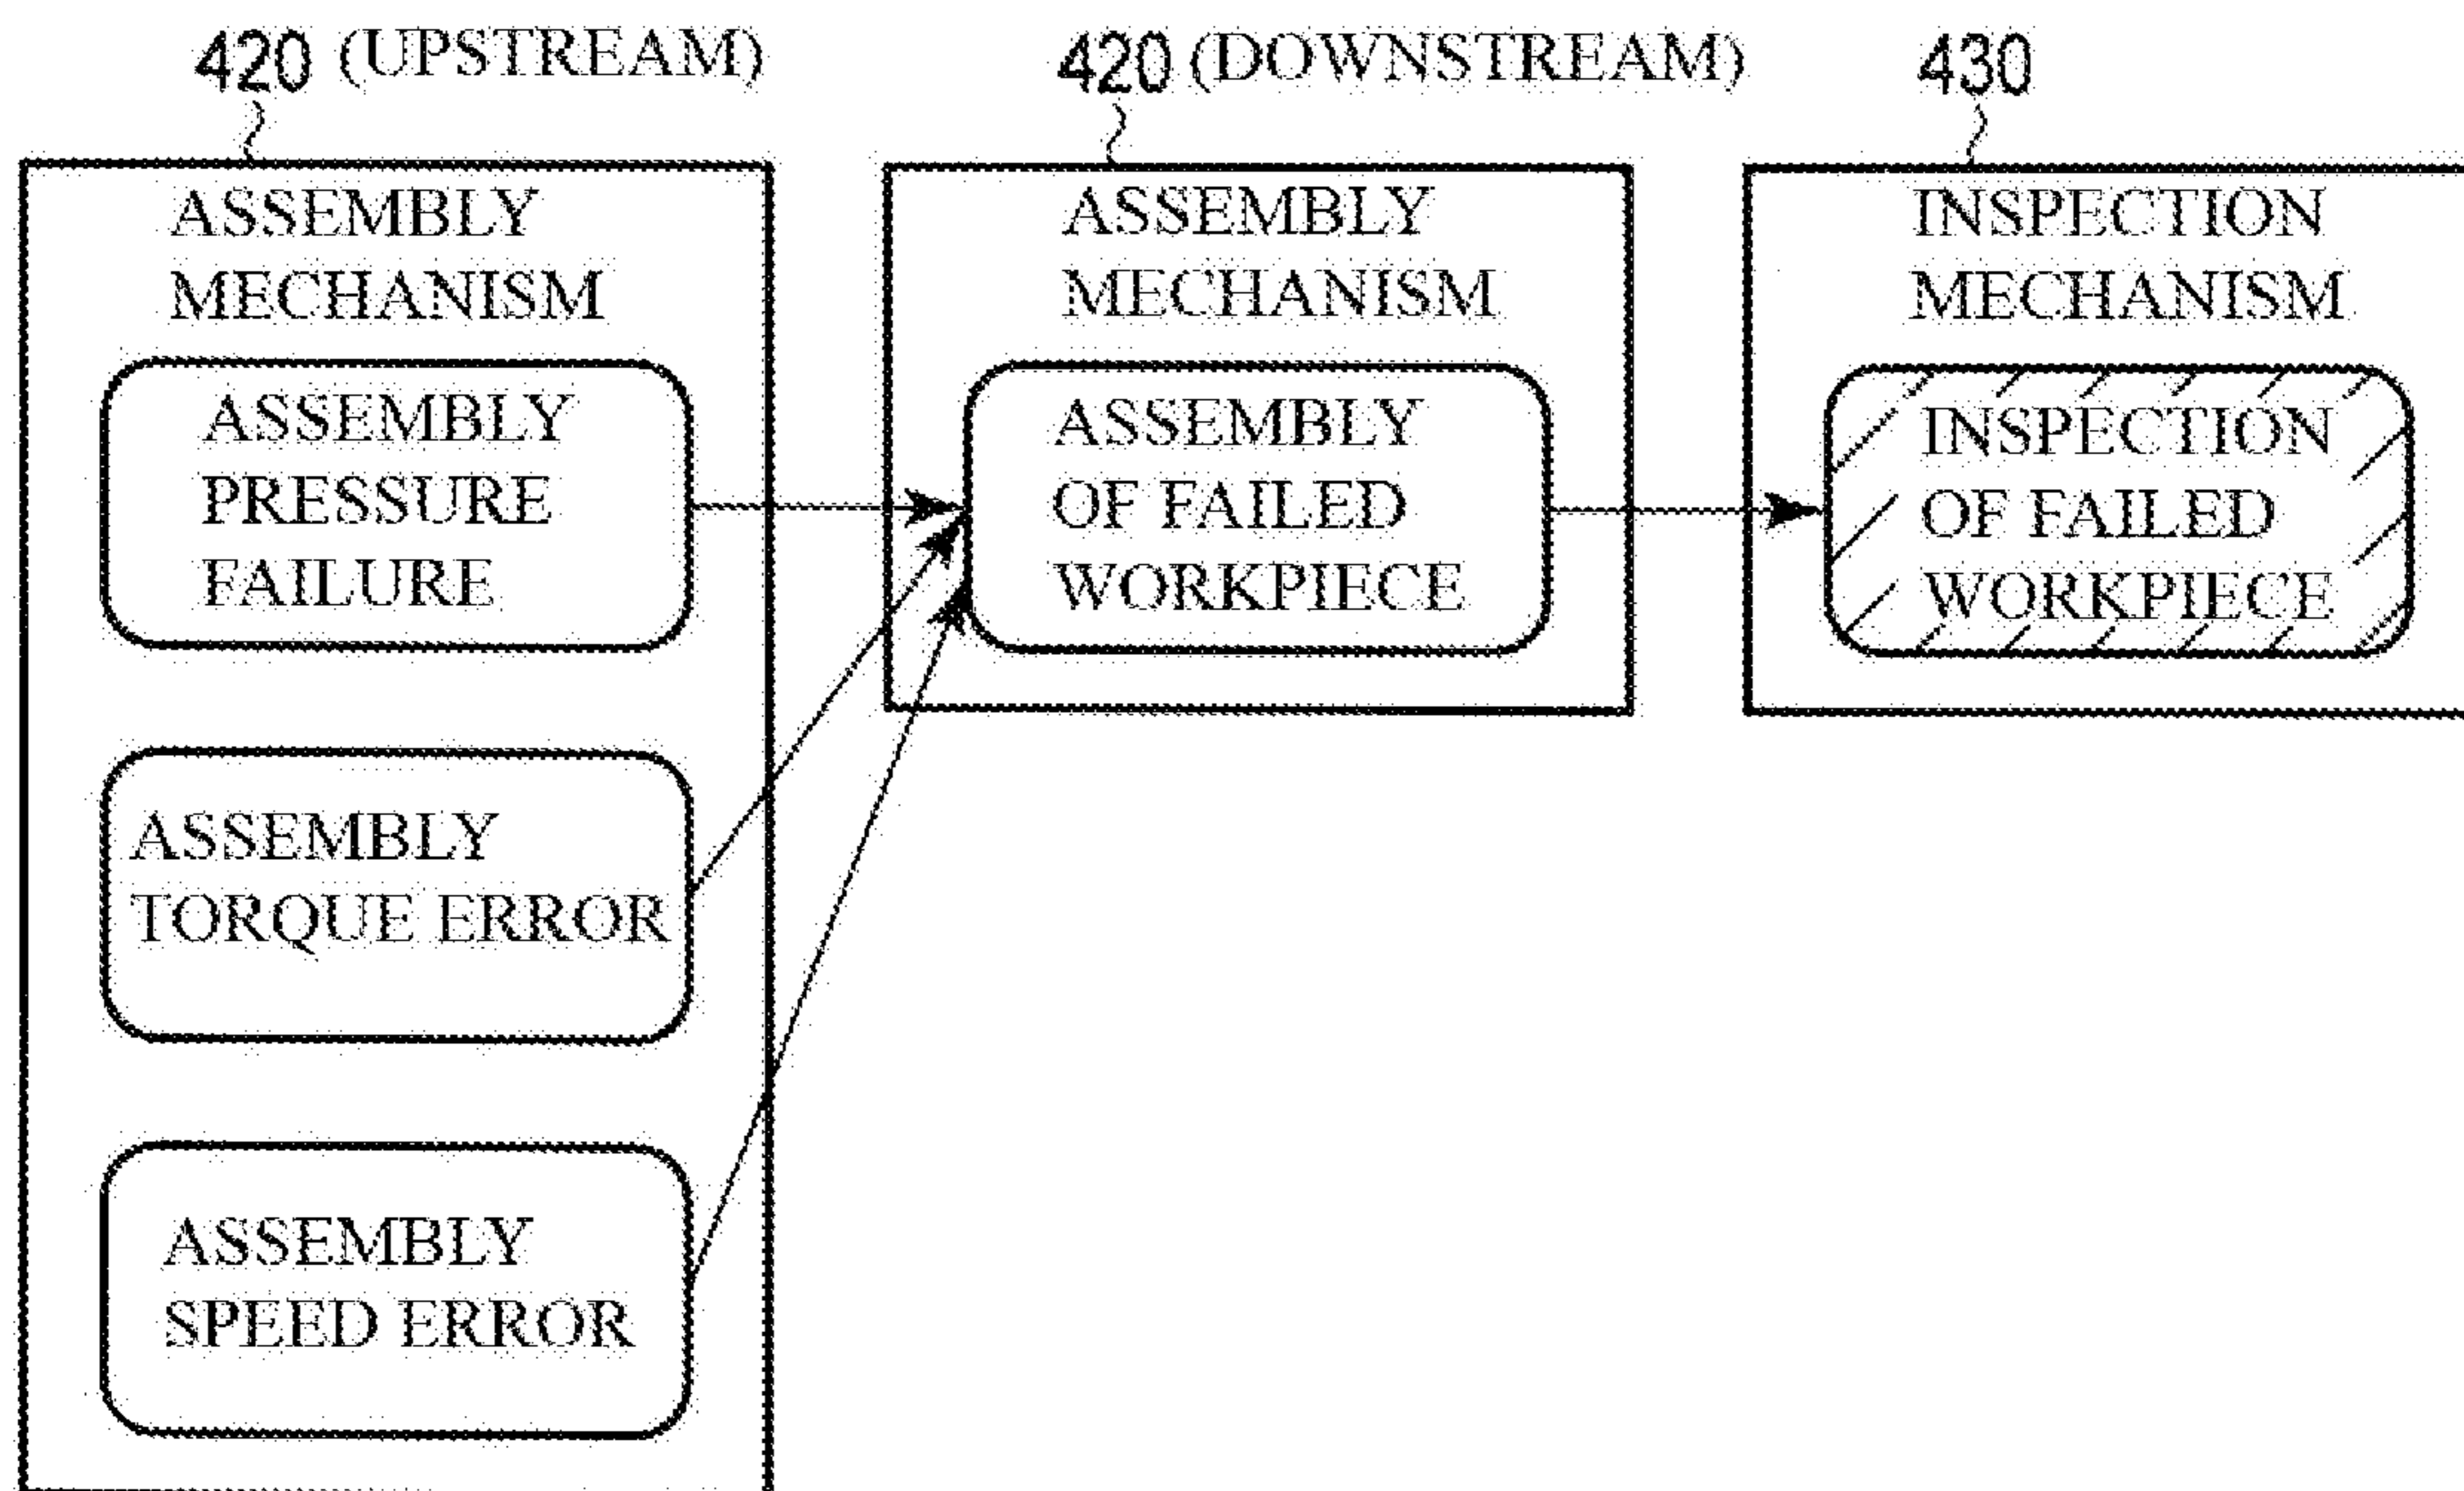 420 (UPSTREAM)
ASSEMBLY
MECHANISM
ASSEMBLY
PRESSURE
FAILURE
ASSEMBLY
TORQUE ERROR
ASSEMBLY
SPEED ERROR
420 (DOWNSTREAM)
ASSEMBLY
MECHANISM
ASSEMBLY
OF FAILED
WORKPIECE
430
INSPECTION
MECHANISM
INSPECTION
OF FAILED
WORKPIECE